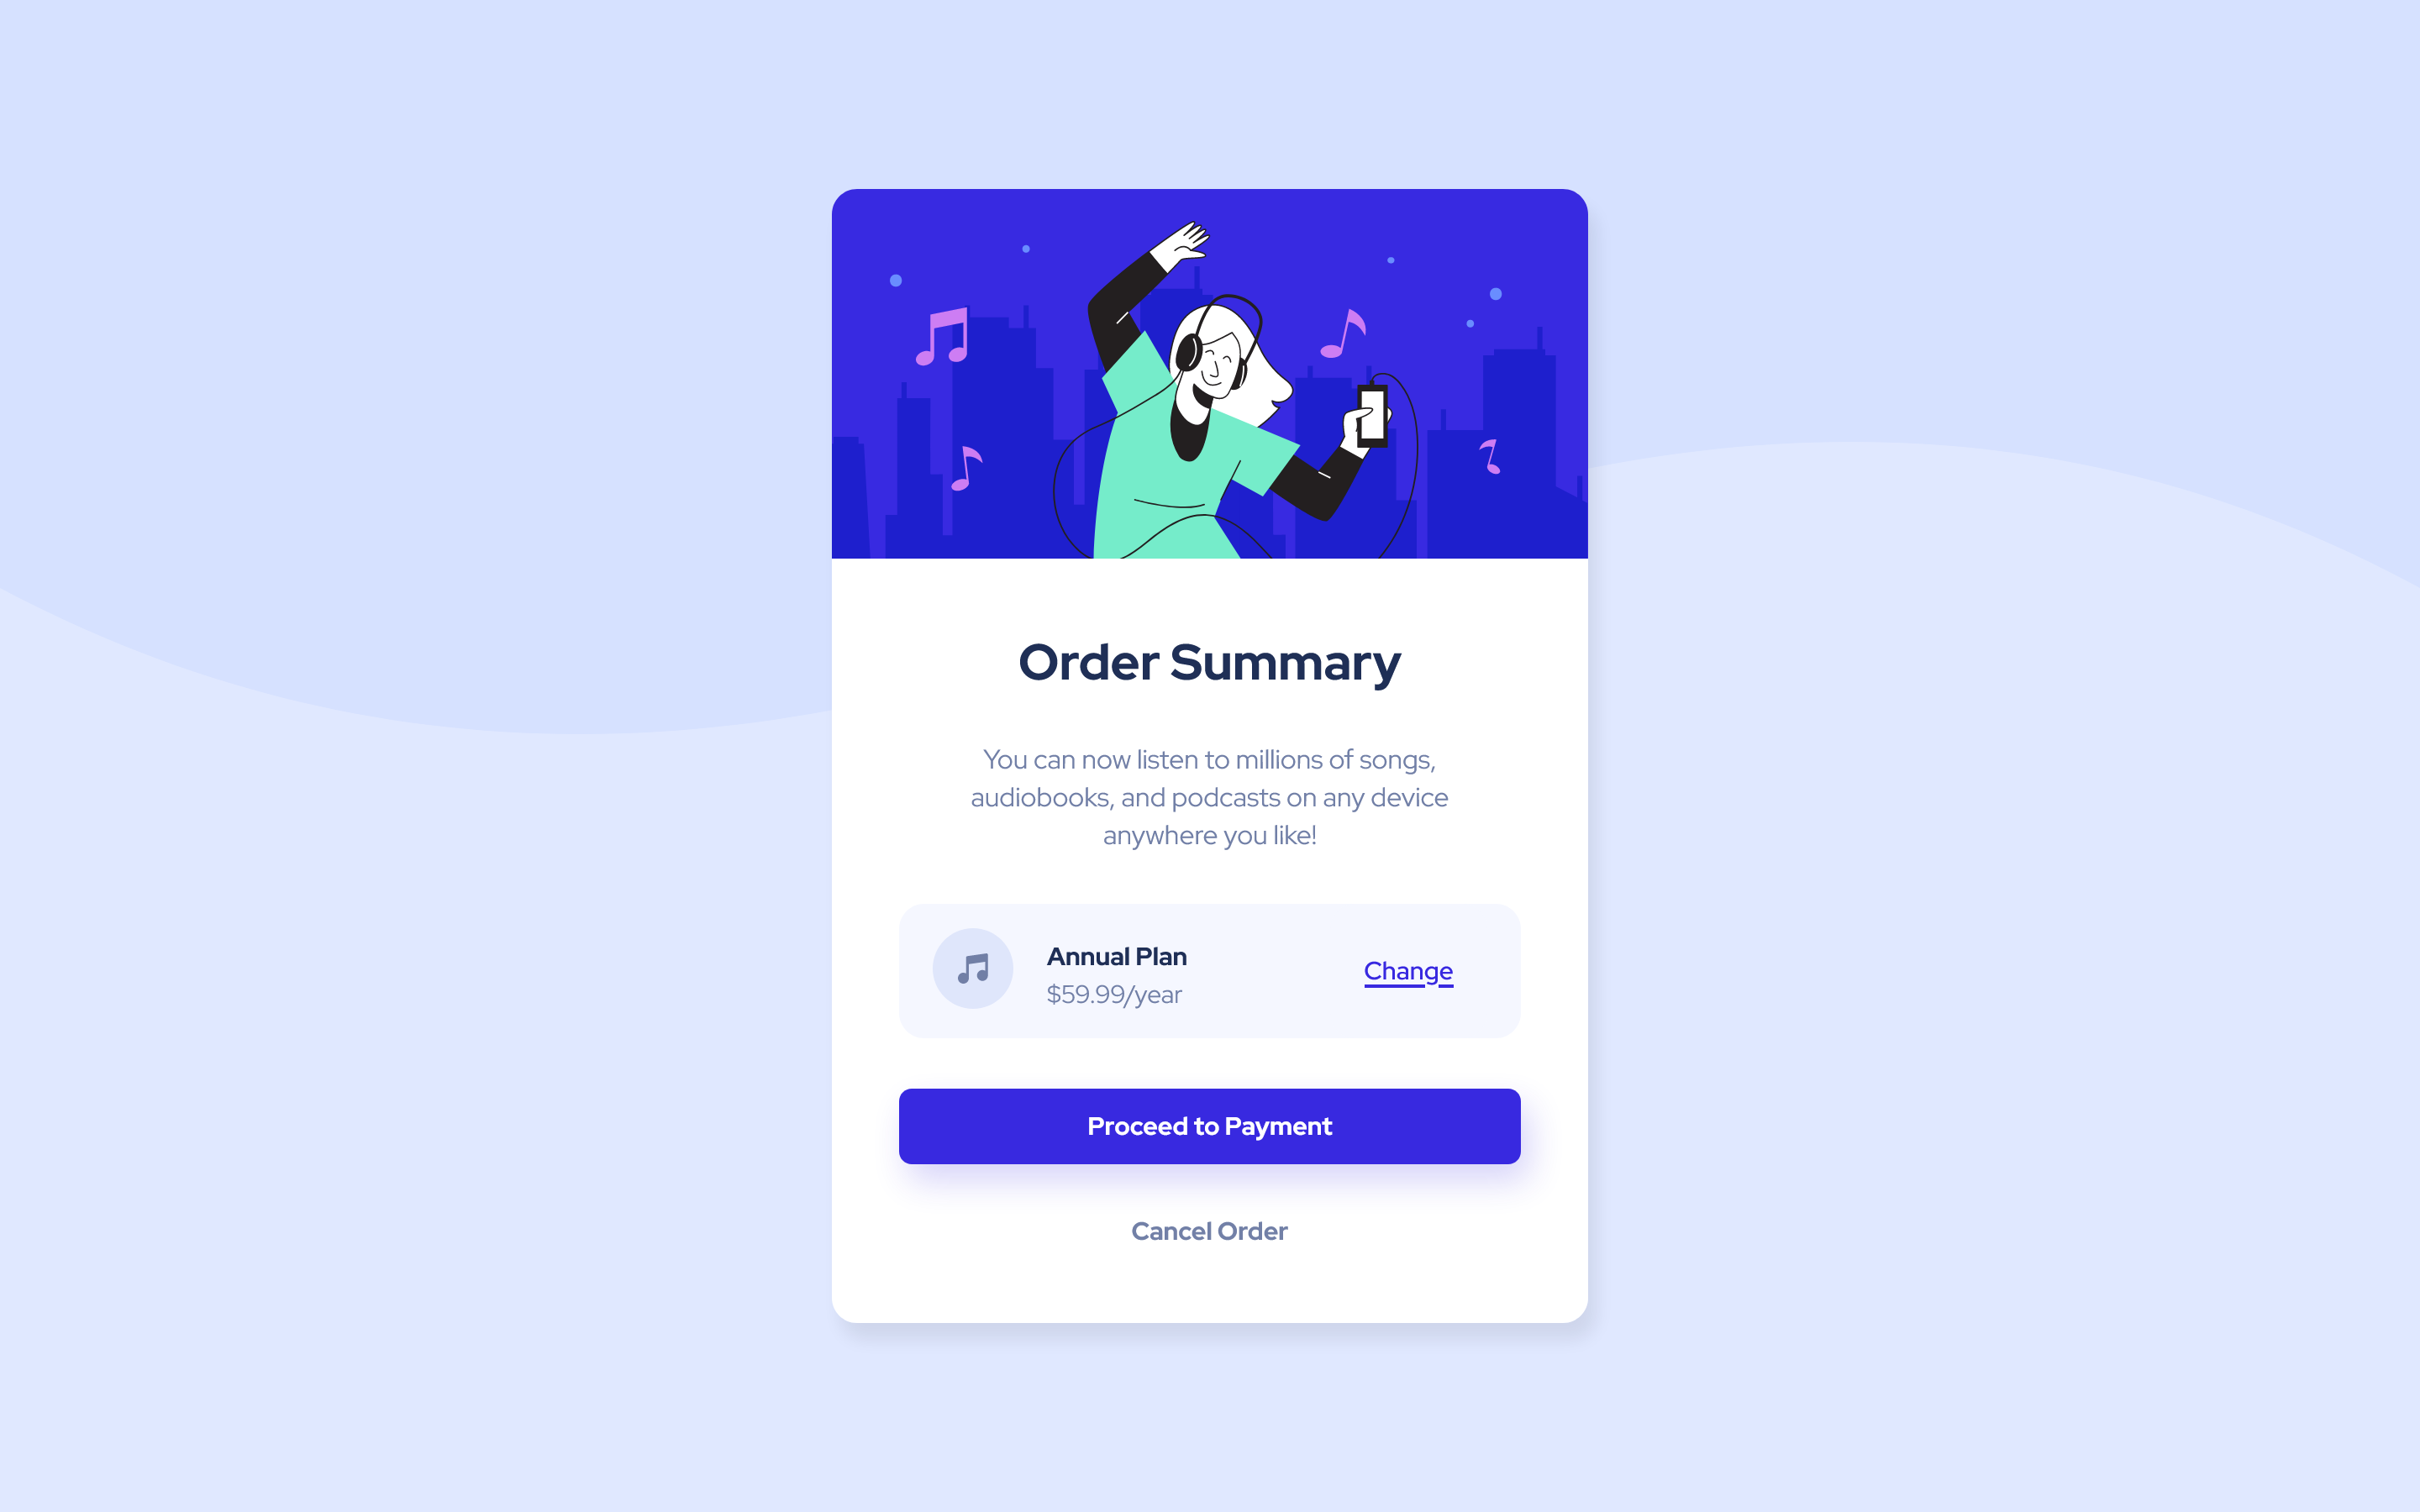 Order Summary
You can now listen to millions of songs,
audiobooks, and podcasts on any device
anywhere you like!
Annual Plan
$59.99/year
Change
Proceed to Payment
Cancel Order